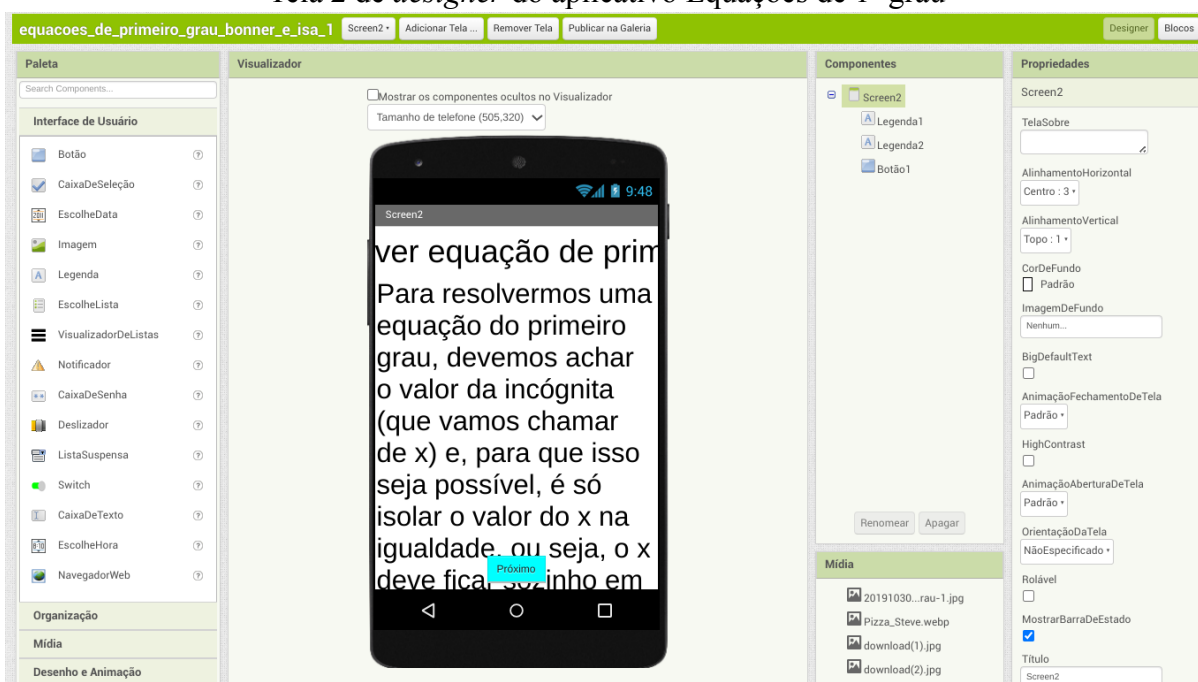 Tela 2 de designer do aplicativo Equações de 1º grau
equacoes_de_primeiro_grau_bonner_e_isa_1 Screen2 Adicionar Tela ... Remover Tela Publicar na Galeria Designer Blocos
Paleta
Search Components...
Interface de Usuário
Botão
CaixaDeSeleção
EscolheData
Imagem
Legenda
EscolheLista
VisualizadorDeListas
Notificador
CaixaDeSenha
Deslizador
ListaSuspensa
Switch
CaixaDeTexto
EscolheHora
NavegadorWeb
Organização
Mídia
Desenho e Animação
Visualizador
Mostrar os componentes ocultos no Visualizador
Tamanho de telefone (505,320)
9:48
Screen2
ver equação de prim
Para resolvermos uma
equação do primeiro
grau, devemos achar
o valor da incógnita
(que vamos chamar
de x) e, para que isso
seja possível, é só
isolar o valor do x na
igualdade, ou seja, o x
deve ficar sozinho em
Próximo
Componentes
Screen2
Legenda1
Legenda2
Botão1
Renomear Apagar
Mídia
20191030...rau-1.jpg
Pizza_Steve.webp
download(1).jpg
download(2).jpg
Propriedades
Screen2
TelaSobre
AlinhamentoHorizontal
Centro : 3
AlinhamentoVertical
Topo : 1
CorDeFundo
Padrão
ImagemDeFundo
Nenhum...
BigDefaultText
AnimaçãoFechamentoDeTela
Padrão
HighContrast
AnimaçãoAberturaDeTela
Padrão
OrientaçãoDaTela
NãoEspecificado
Rolável
MostrarBarraDeEstado
Título
Screen2